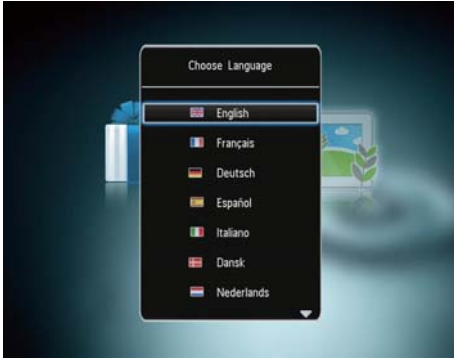 Choose Language
English
Français
Deutsch
Español
Italiano
Dansk
Nederlands